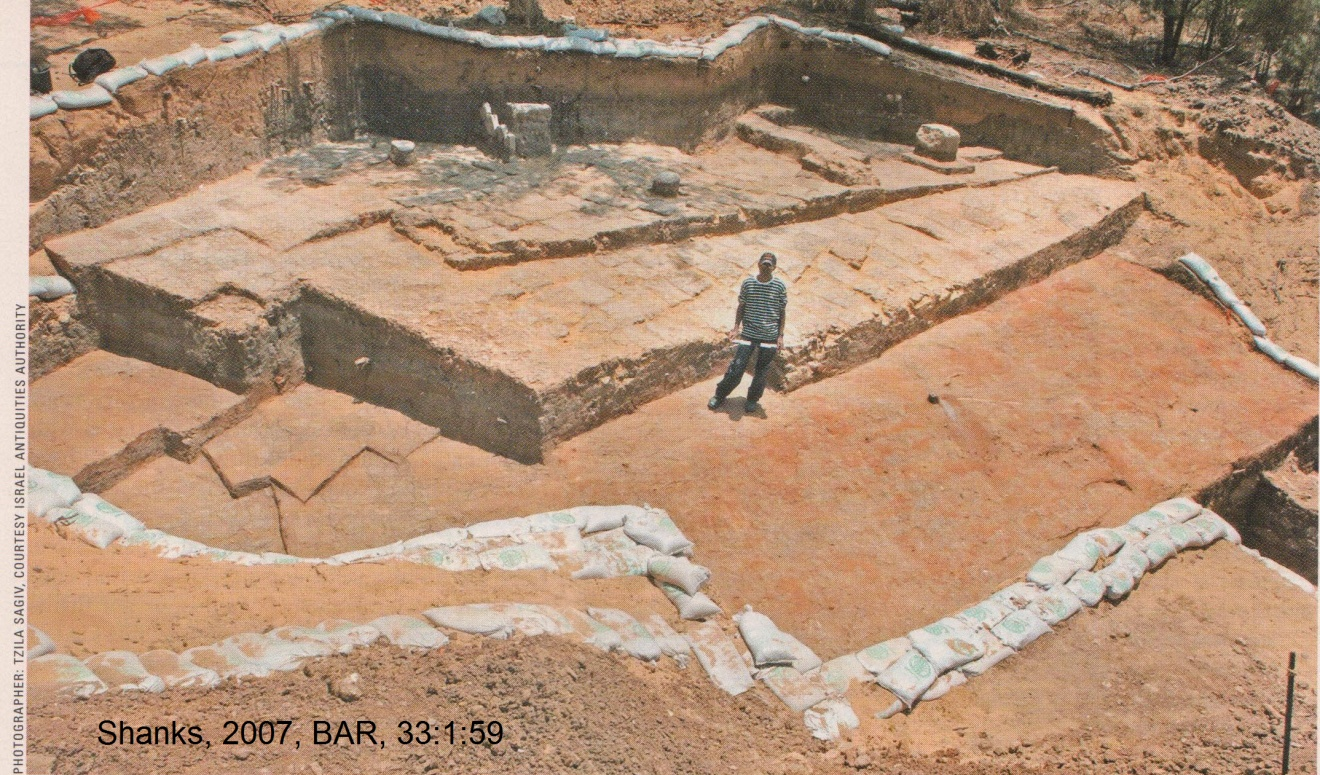 PHOTOGRAPHER: TZILA SAGIV, COURTESY ISRAEL ANTIQUITIES AUTHORITY
Shanks, 2007, BAR, 33:1:59